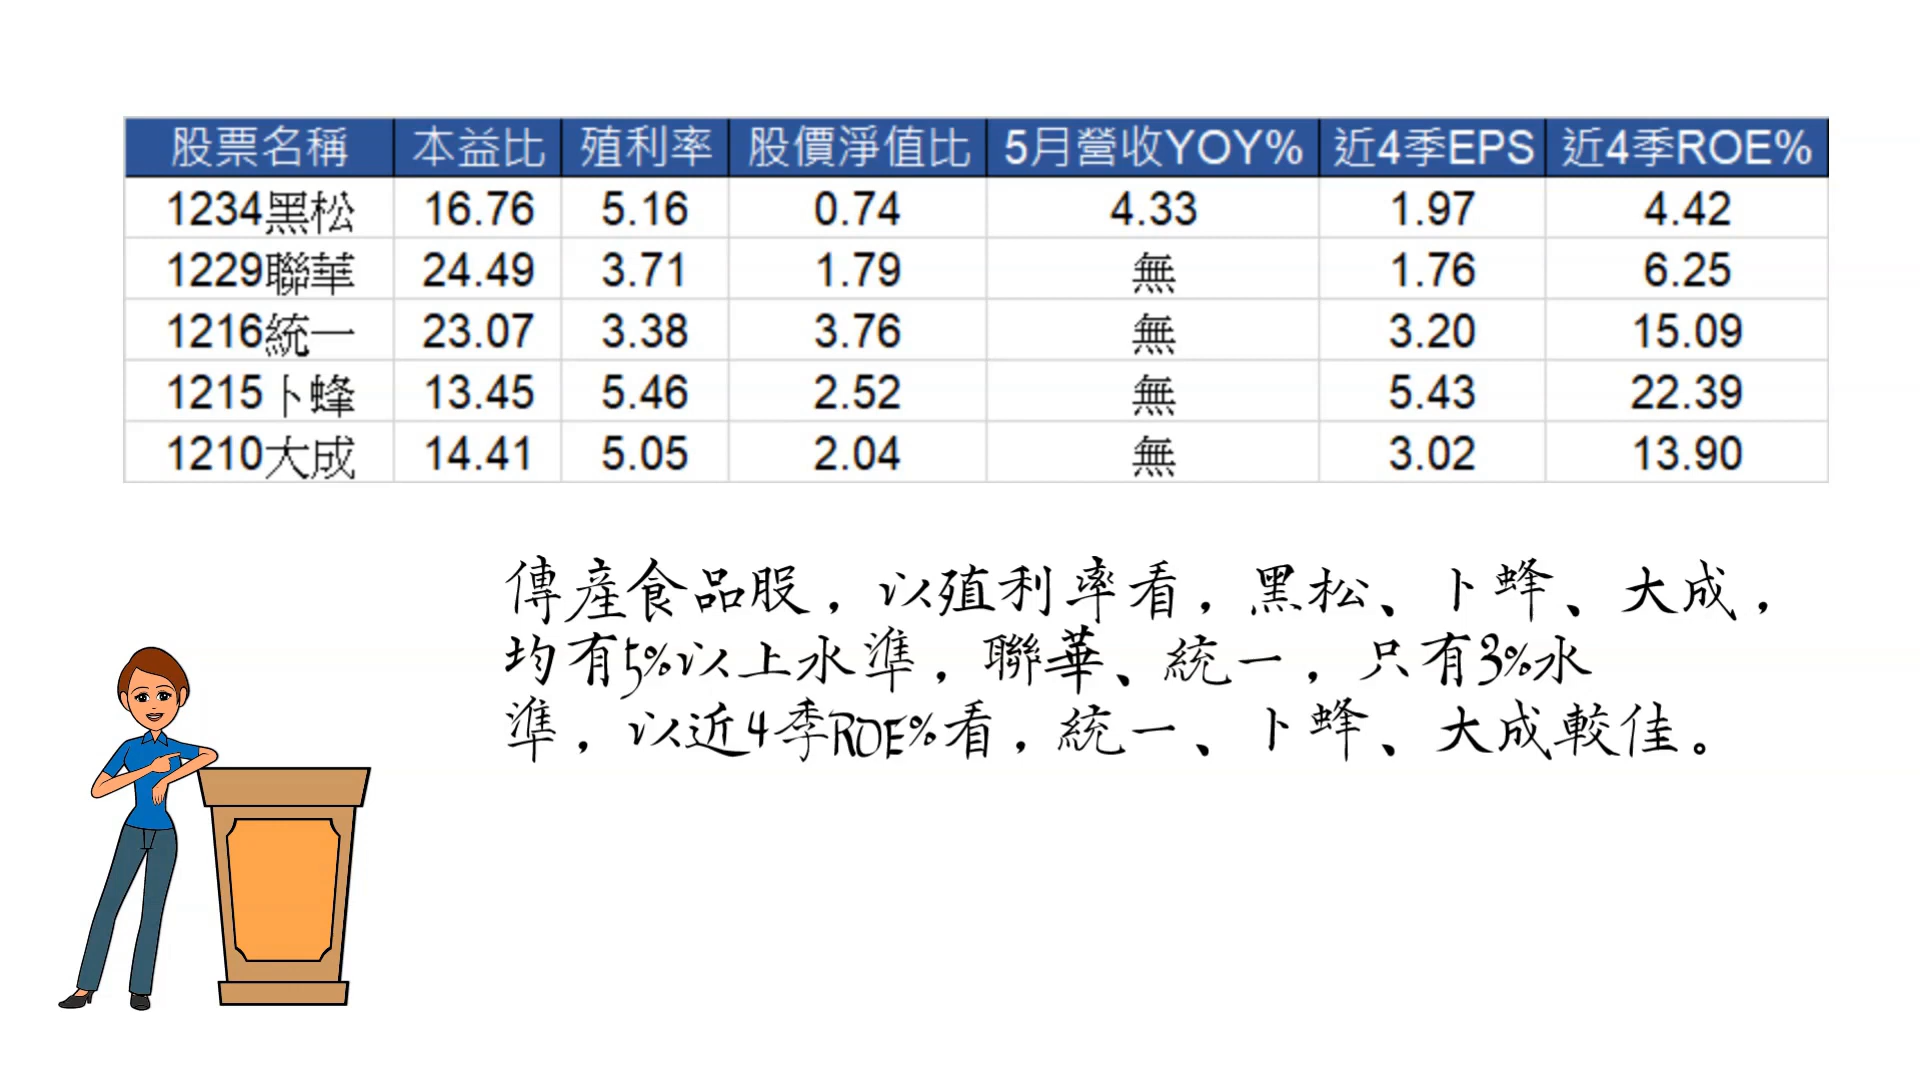 股票名稱 本益比 殖利率 股價淨值比 5月營收YOY% 近4季EPS 近4季ROE%
1234黑松 16.76 5.16 0.74 4.33 1.97 4.42
1229聯華 24.49 3.71 1.79 無 1.76 6.25
1216統一 23.07 3.38 3.76 無 3.20 15.09
1215卜蜂 13.45 5.46 2.52 無 5.43 22.39
1210大成 14.41 5.05 2.04 無 3.02 13.90
傳產食品股，以殖利率看，黑松、卜蜂、大成，
均有5%以上水準，聯華、統一，只有3%水
準，以近4季ROE%看，統一、卜蜂、大成較佳。